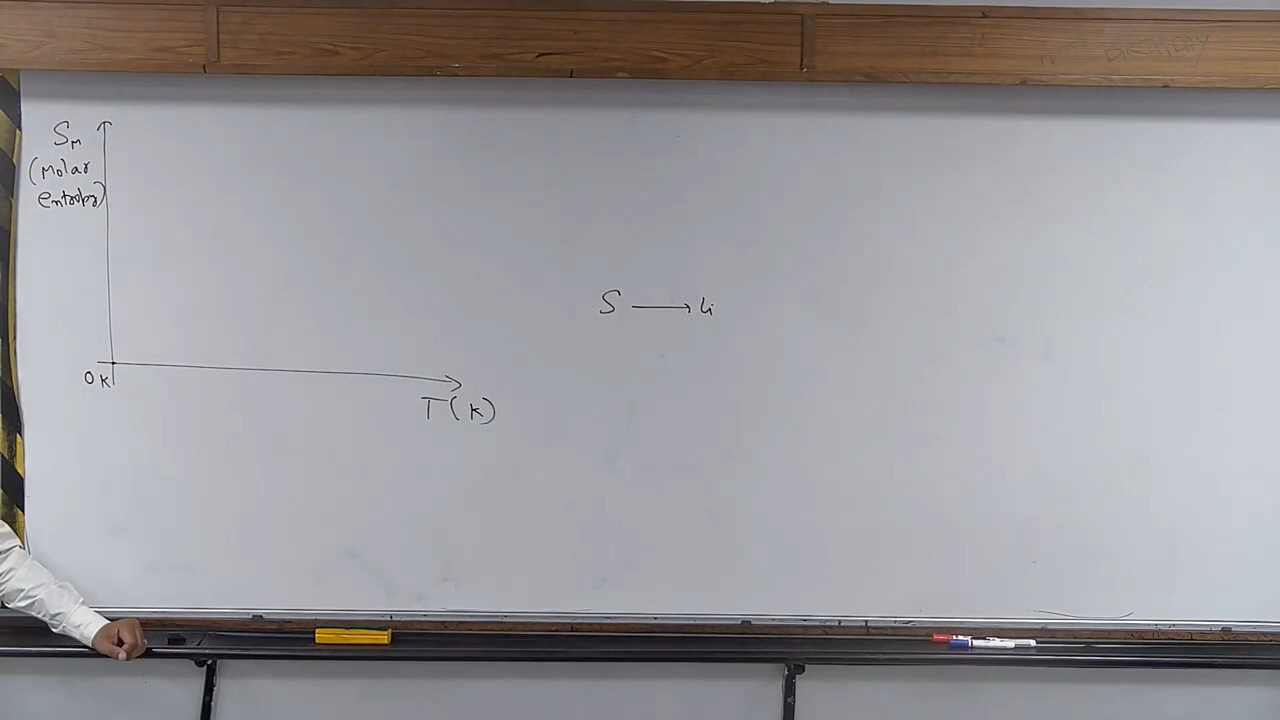 SM
(Molar
entropy)
0 K
T(K)
S → Li